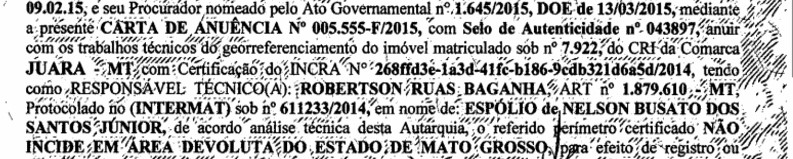 09.02.15, e seu Procurador nomeado pelo Ato Governamental nº.1.645/2015, DOE de 13/03/2015, mediante
a presente CARTA DE ANUÊNCIA Nº 005.555-F/2015, com Selo de Autenticidade nº 043897, anuir
com os trabalhos técnicos do georreferenciamento do imóvel matriculado sob nº 7.922, do CRI da Comarca
JUARA - MT, com Certificação do INCRA Nº 268ffd3e-1a3d-41fc-b186-9cdb321d6a5d/2014, tendo
como RESPONSÁVEL TÉCNICO(A): ROBERTSON RUAS BAGANHA, ART nº 1.879.610 - MT,
Protocolado no (INTERMAT) sob nº 611233/2014, em nome de: ESPÓLIO de NELSON BUSATO DOS
SANTOS JÚNIOR, de acordo análise técnica desta Autarquia, o referido perímetro certificado NÃO
INCIDE EM ÁREA DEVOLUTA DO ESTADO DE MATO GROSSO, para efeito de registro ou